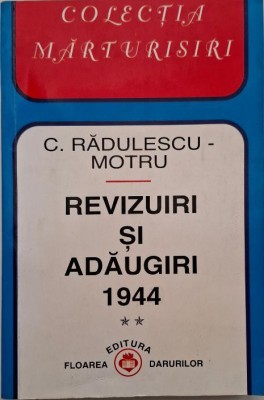 COLECȚIA
MĂRTURISIRI
C. RĂDULESCU -
MOTRU
REVIZUIRI
ȘI
ADĂUGIRI
1944
**
EDITURA
FLOAREA DARURILOR